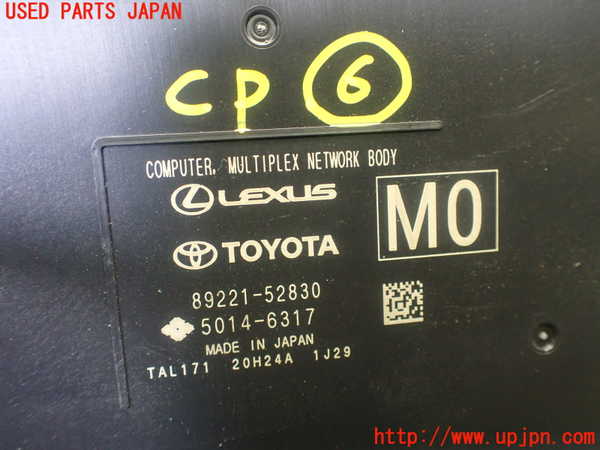 USED PARTS JAPAN
CP 6
COMPUTER, MULTIPLEX NETWORK BODY
LEXUS
TOYOTA
M0
89221-52830
5014-6317
MADE IN JAPAN
TAL171 20H24A 1J29
http://www.upjpn.com/